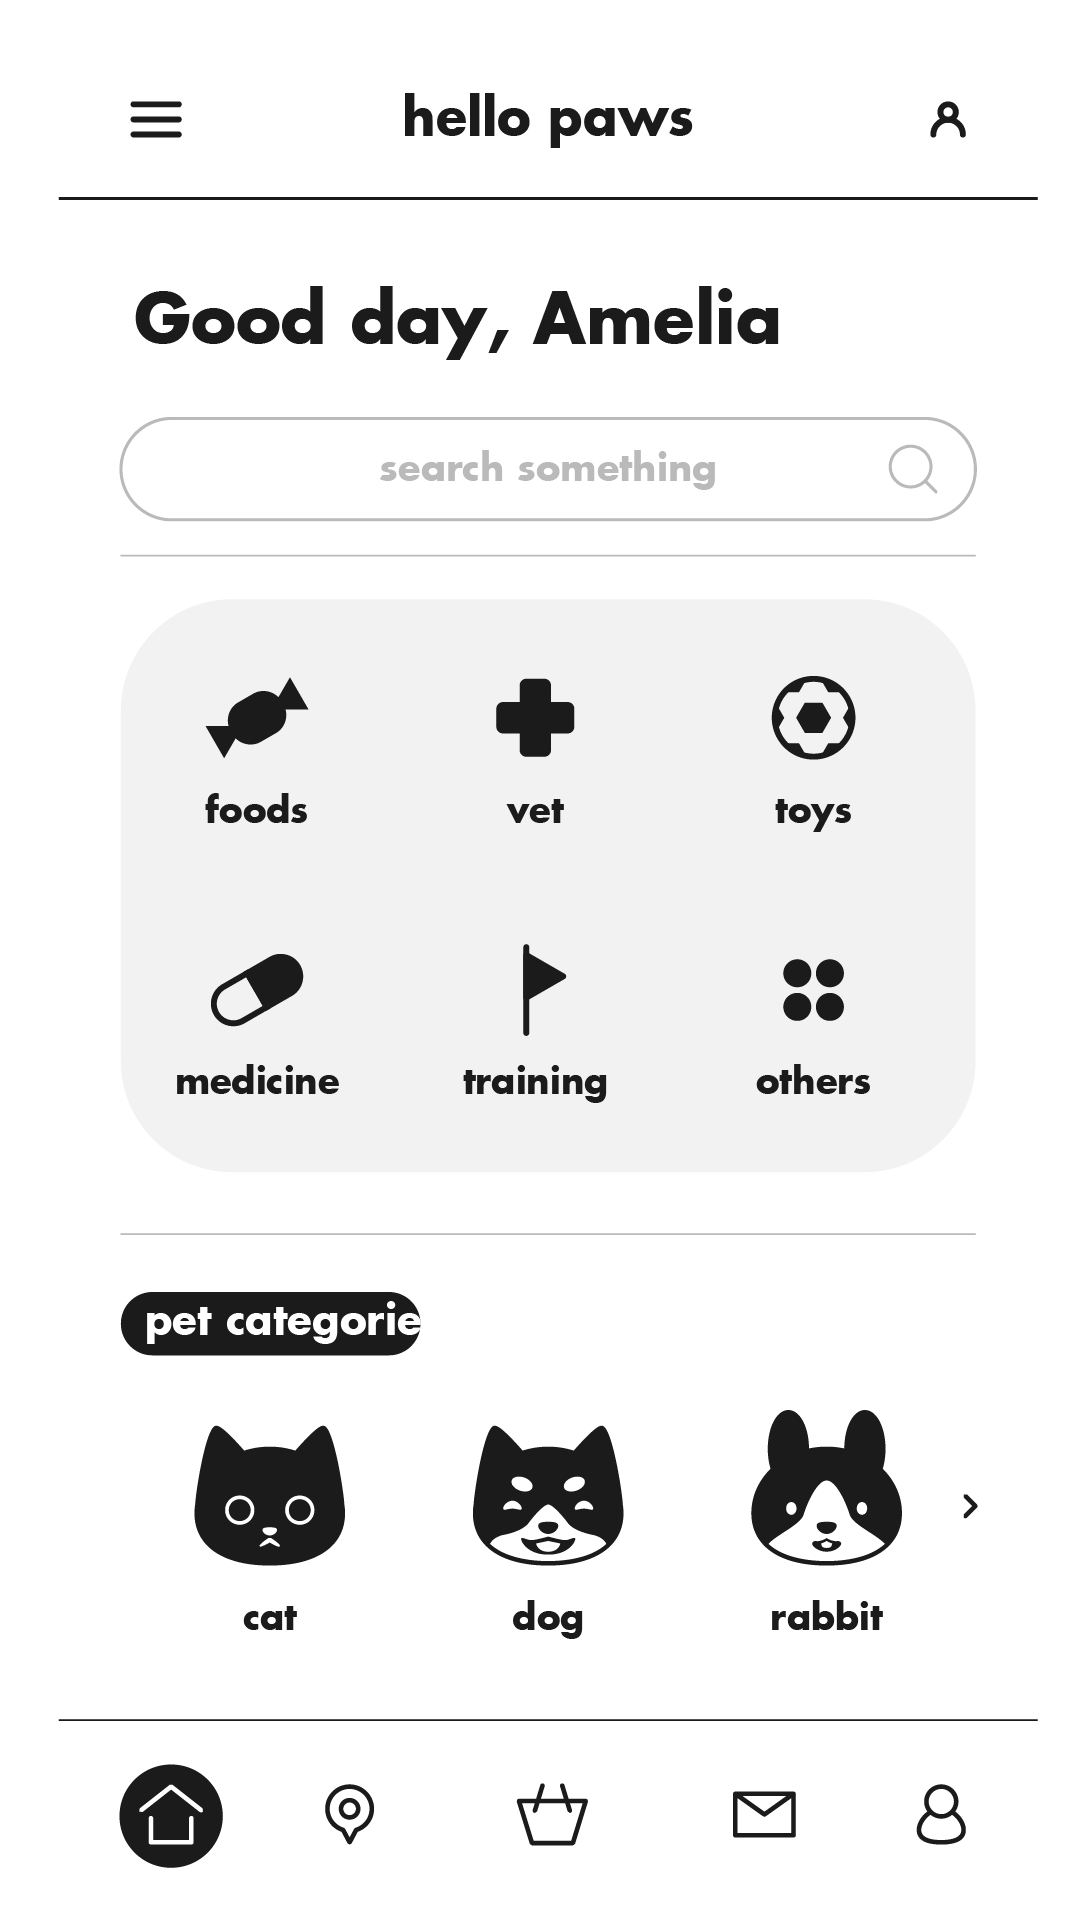 hello paws
Good day, Amelia
search something
foods
vet
toys
medicine
training
others
pet categorie
cat
dog
rabbit